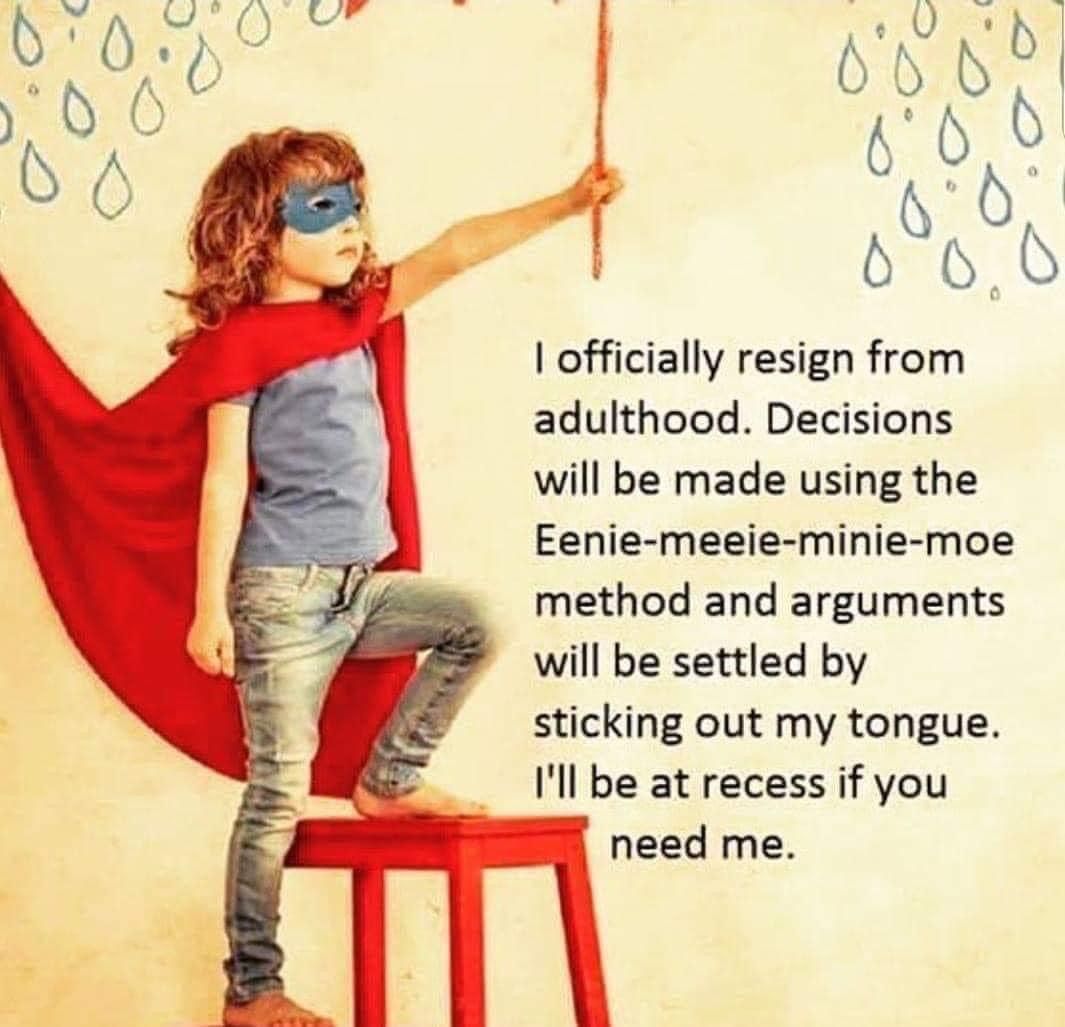 I officially resign from
adulthood. Decisions
will be made using the
Eenie-meeie-minie-moe
method and arguments
will be settled by
sticking out my tongue.
I'll be at recess if you
need me.